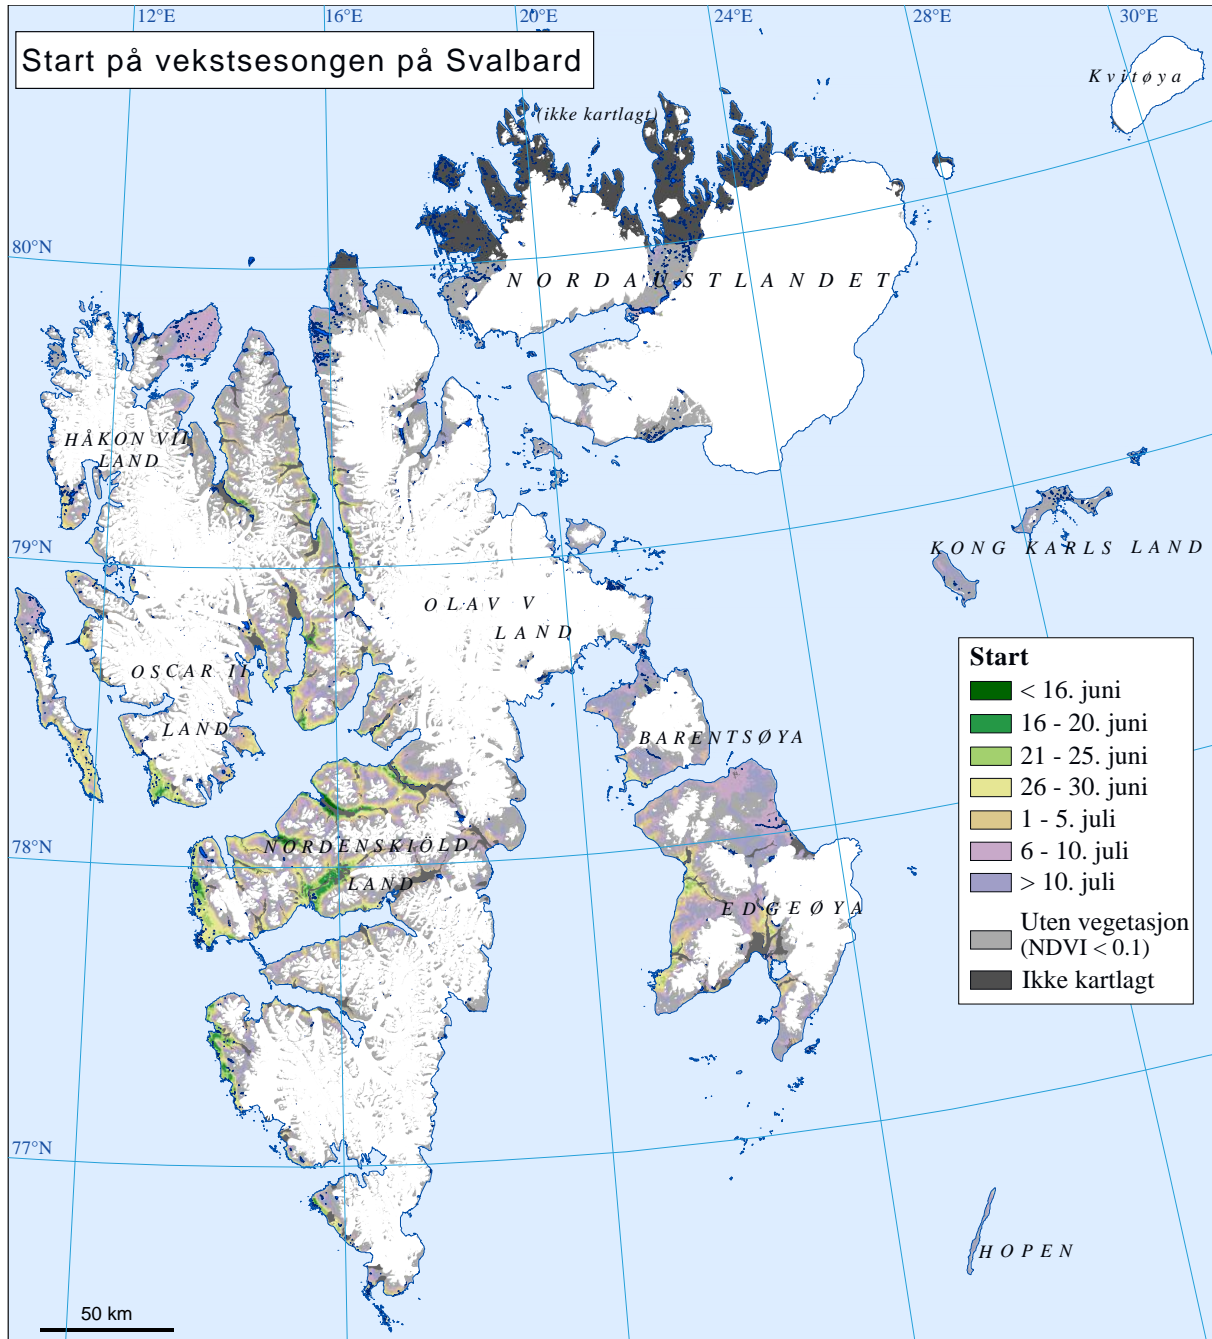 12°E
16°E
20°E
24°E
28°E
30°E
Start på vekstsesongen på Svalbard
Kvitøya
(ikke kartlagt)
80°N
NORDAUSTLANDET
HÅKON VII
LAND
79°N
KONG KARLS LAND
OLAV V
LAND
OSCAR II
LAND
BARENTSØYA
Start
< 16. juni
16 - 20. juni
21 - 25. juni
26 - 30. juni
1 - 5. juli
6 - 10. juli
> 10. juli
Uten vegetasjon
(NDVI < 0.1)
Ikke kartlagt
78°N
NORDENSKIÖLD
LAND
EDGEØYA
77°N
HOPEN
50 km